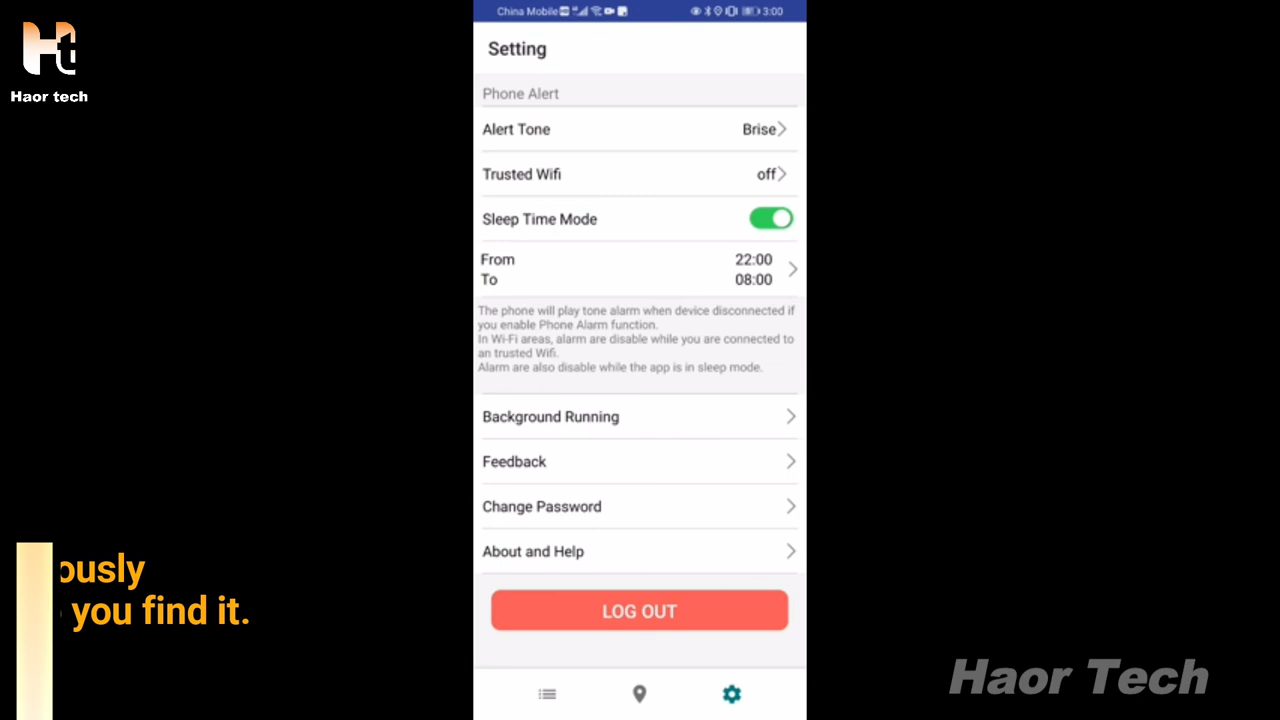 China Mobile 3:00
Ht
Haor tech
Setting
Phone Alert
Alert Tone Brise
Trusted Wifi off
Sleep Time Mode
From 22:00
To 08:00
The phone will play tone alarm when device disconnected if
you enable Phone Alarm function.
In Wi-Fi areas, alarm are disable while you are connected to
an trusted Wifi.
Alarm are also disable while the app is in sleep mode.
Background Running
Feedback
Change Password
About and Help
LOG OUT
ously
you find it.
Haor Tech